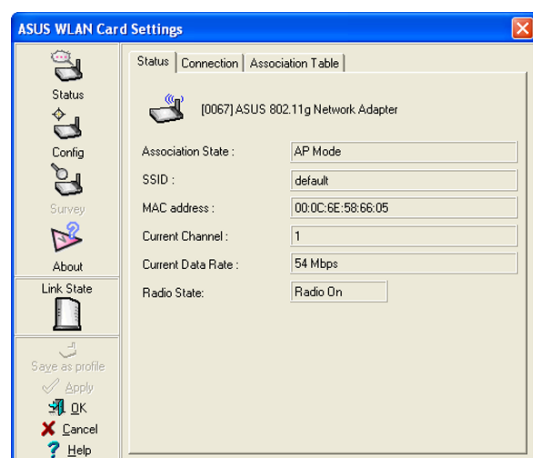 ASUS WLAN Card Settings
Status
Config
Survey
About
Link State
Save as profile
Apply
OK
Cancel
Help
Status Connection Association Table
[0067] ASUS 802.11g Network Adapter
Association State : AP Mode
SSID : default
MAC address : 00:0C:6E:58:66:05
Current Channel : 1
Current Data Rate : 54 Mbps
Radio State: Radio On